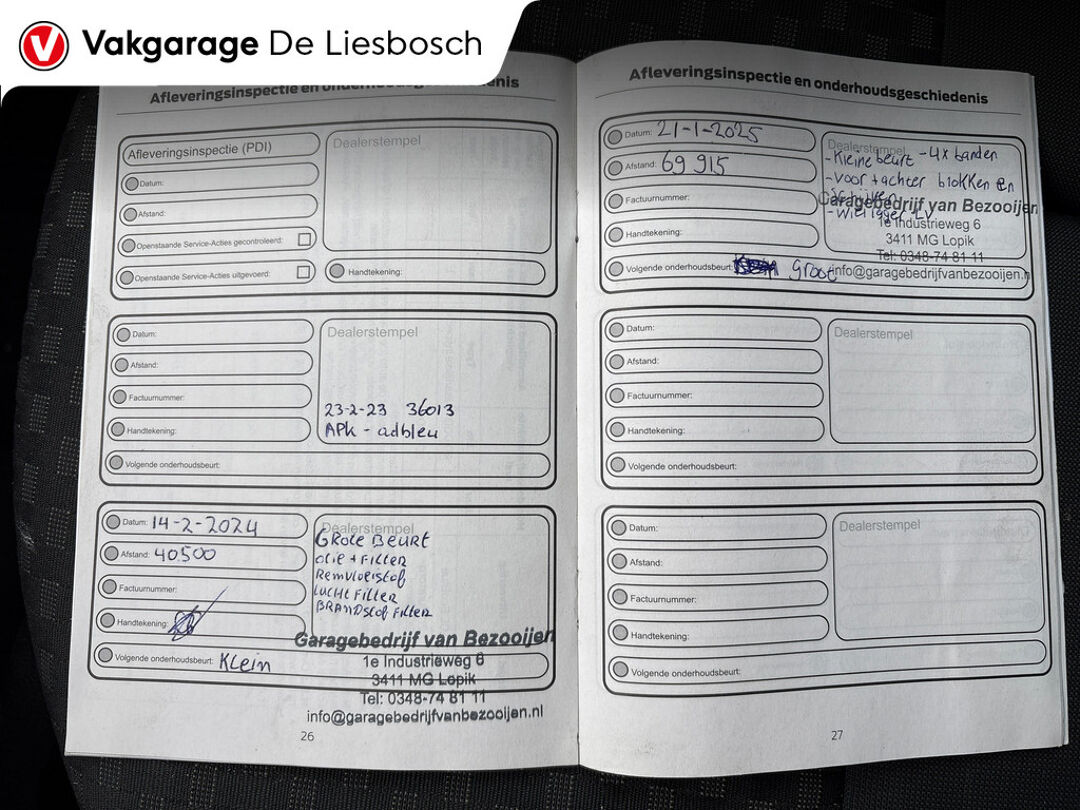 Vakgarage De Liesbosch
Afleveringsinspectie en onderhoudsgeschiedenis
Afleveringsinspectie (PDI)
Datum:
Afstand:
Openstaande Service-Acties gecontroleerd:
Openstaande Service-Acties uitgevoerd:
Dealerstempel
Handtekening:
Datum:
Afstand:
Factuurnummer:
Handtekening:
Volgende onderhoudsbeurt:
Dealerstempel
23-2-23 36013
APK - adbleu
Datum: 14-2-2024
Afstand: 40500
Factuurnummer:
Handtekening:
Volgende onderhoudsbeurt: Klein
Dealerstempel
GROTE BEURT
olie + Filter
Remvloeistof
LUCHT FILTER
BRANDstof Filter
Garagebedrijf van Bezooijen
1e Industrieweg 6
3411 MG Lopik
Tel: 0348-74 81 11
info@garagebedrijfvanbezooijen.nl
26
Afleveringsinspectie en onderhoudsgeschiedenis
Datum: 21-1-2025
Afstand: 69915
Factuurnummer:
Handtekening:
Volgende onderhoudsbeurt: Groot
Dealerstempel
- Kleine beurt - 4x banden
- Voor + achter blokken en
schijven
- Wiellager LV
Garagebedrijf van Bezooijen
1e Industrieweg 6
3411 MG Lopik
Tel: 0348-74 81 11
info@garagebedrijfvanbezooijen.n
Datum:
Afstand:
Factuurnummer:
Handtekening:
Volgende onderhoudsbeurt:
Dealerstempel
Datum:
Afstand:
Factuurnummer:
Handtekening:
Volgende onderhoudsbeurt:
Dealerstempel
27